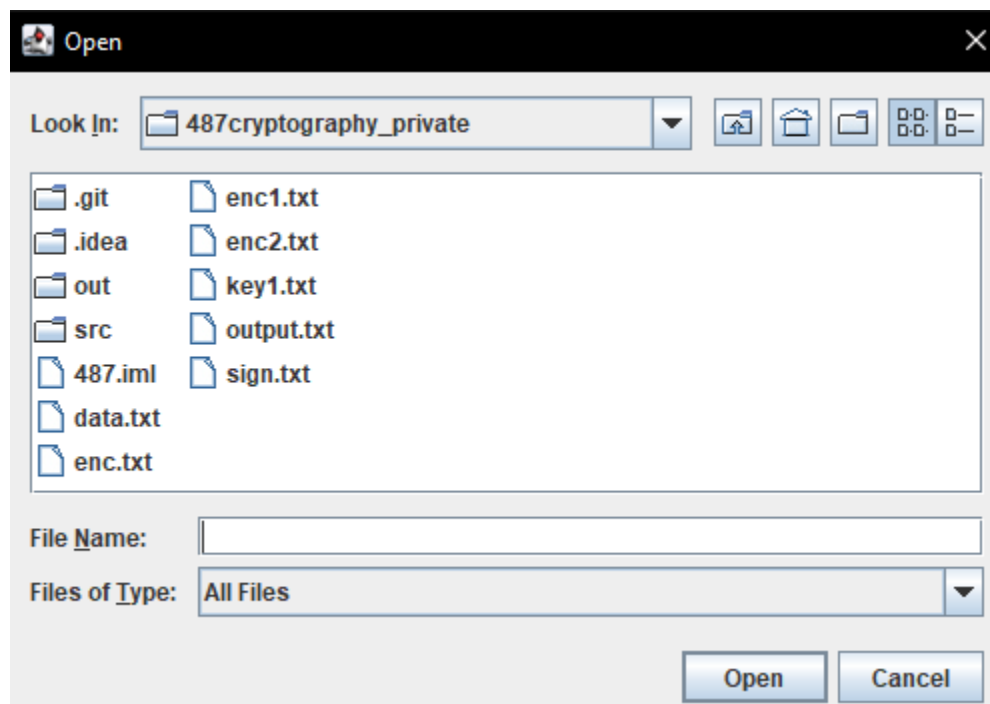 Open
Look In: 487cryptography_private
.git enc1.txt
.idea enc2.txt
out key1.txt
src output.txt
487.iml sign.txt
data.txt
enc.txt
File Name:
Files of Type: All Files
Open Cancel